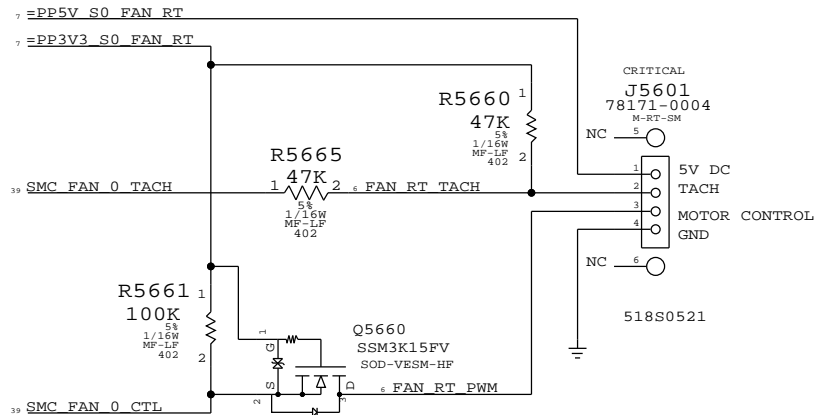 7 =PP5V_S0_FAN_RT
7 =PP3V3_S0_FAN_RT
CRITICAL
J5601
78171-0004
M-RT-SM
R5660
47K
5%
1/16W
MF-LF
402
1
2
NC 5
1 5V DC
2 TACH
3 MOTOR CONTROL
4 GND
NC 6
518S0521
R5665
47K
1 2
5%
1/16W
MF-LF
402
39 SMC_FAN_0_TACH
6 FAN_RT_TACH
R5661
100K
5%
1/16W
MF-LF
402
1
2
Q5660
SSM3K15FV
SOD-VESM-HF
1 G
S 2
D 3
6 FAN_RT_PWM
39 SMC_FAN_0_CTL